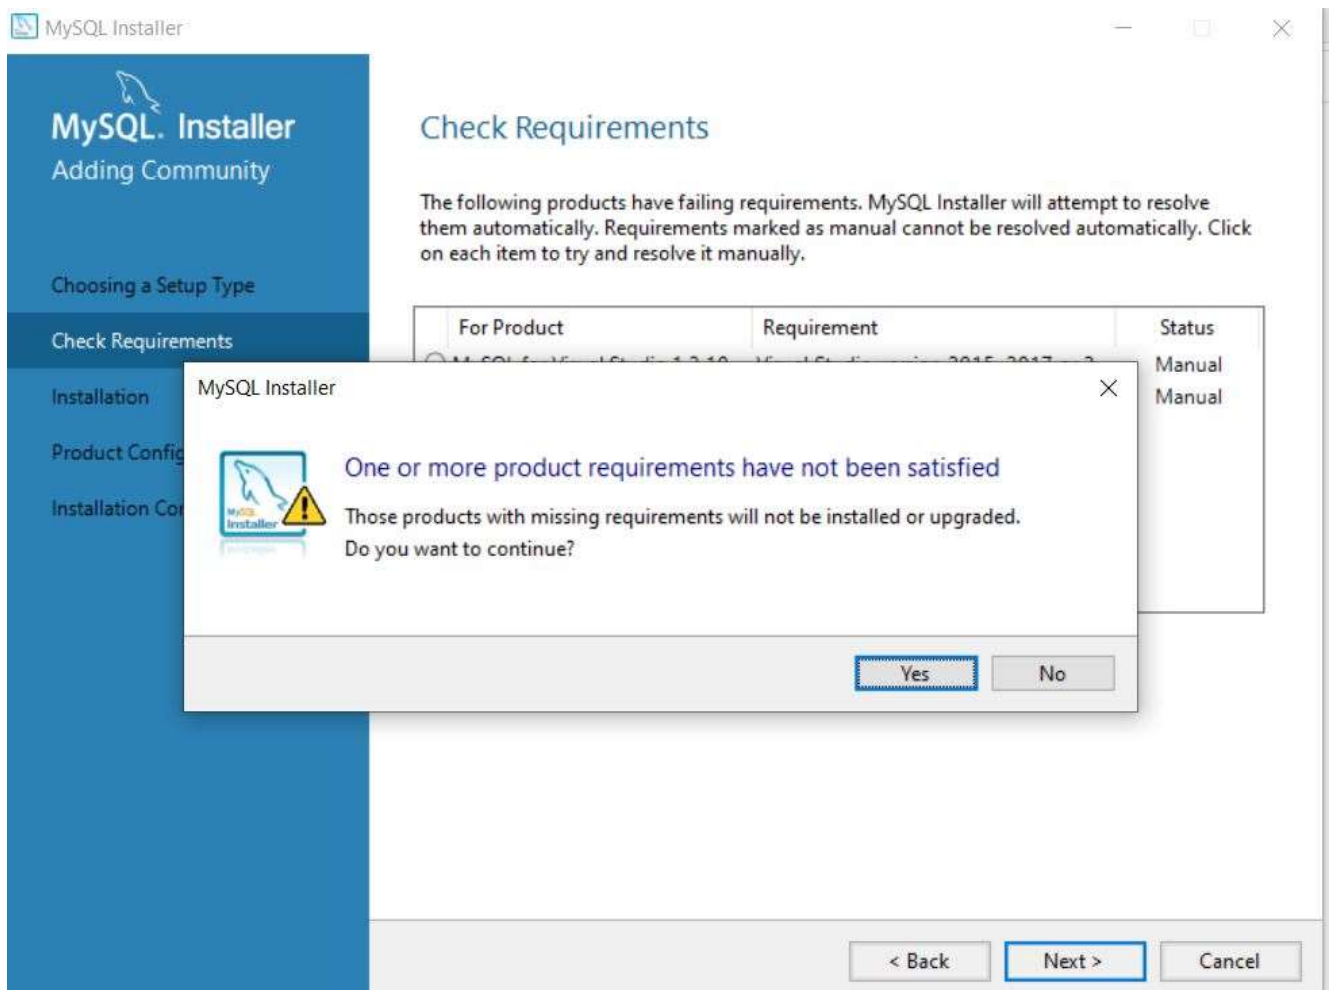 MySQL Installer
MySQL. Installer
Adding Community
Choosing a Setup Type
Check Requirements
Installation
Product Config
Installation Co
Check Requirements
The following products have failing requirements. MySQL Installer will attempt to resolve
them automatically. Requirements marked as manual cannot be resolved automatically. Click
on each item to try and resolve it manually.
For Product Requirement Status
Manual
Manual
MySQL Installer
MySQL
Installer
One or more product requirements have not been satisfied
Those products with missing requirements will not be installed or upgraded.
Do you want to continue?
Yes No
< Back Next > Cancel